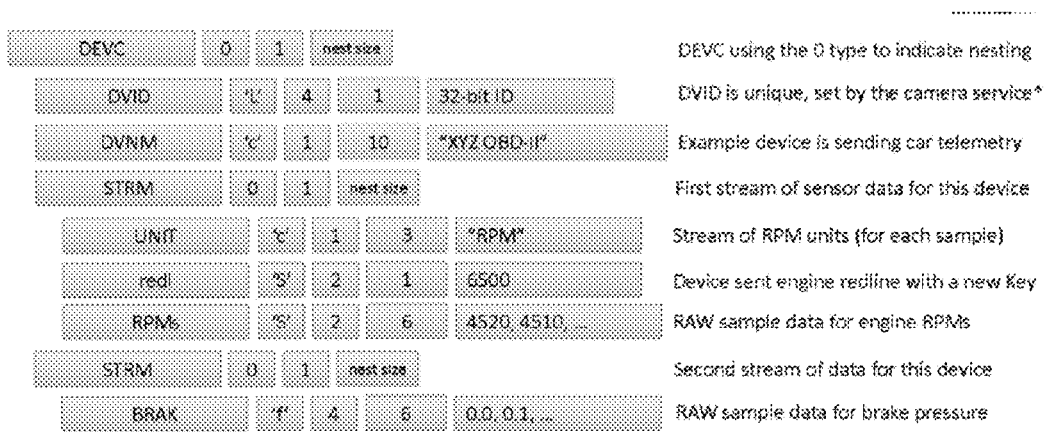 DEVC 0 1 nest size DEVC using the 0 type to indicate nesting
DVID 'L' 4 1 32-bit ID DVID is unique, set by the camera service^
DVNM 'c' 1 10 "XYZ OBD-II" Example device is sending car telemetry
STRM 0 1 nest size First stream of sensor data for this device
UNIT 'c' 1 3 "RPM" Stream of RPM units (for each sample)
redl 'S' 2 1 6500 Device sent engine redline with a new Key
RPMs 'S' 2 6 4520, 4510, ... RAW sample data for engine RPMs
STRM 0 1 nest size Second stream of data for this device
BRAK 'f' 4 6 0.0, 0.1, ... RAW sample data for brake pressure